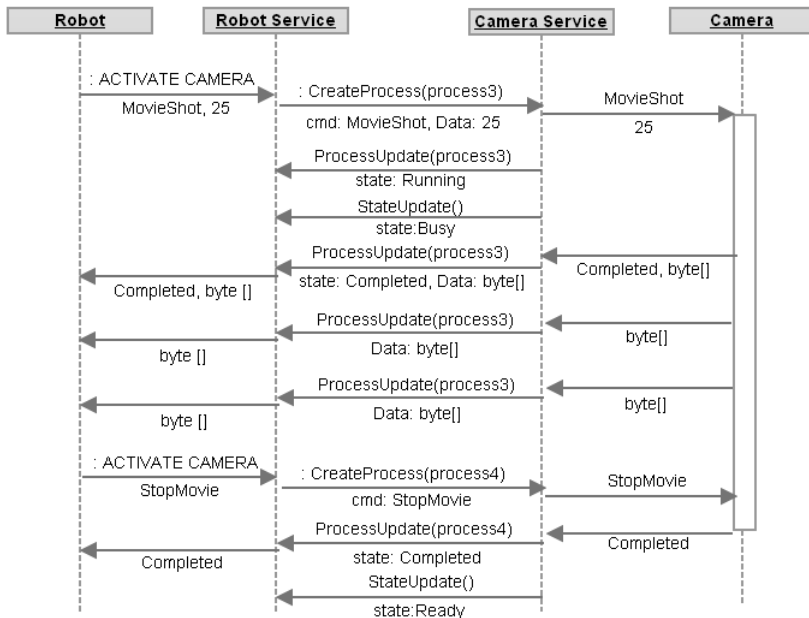 Robot
Robot Service
Camera Service
Camera
: ACTIVATE CAMERA
MovieShot, 25
: CreateProcess(process3)
cmd: MovieShot, Data: 25
MovieShot
25
ProcessUpdate(process3)
state: Running
StateUpdate()
state:Busy
ProcessUpdate(process3)
state: Completed, Data: byte[]
Completed, byte[]
Completed, byte []
ProcessUpdate(process3)
Data: byte[]
byte[]
byte []
ProcessUpdate(process3)
Data: byte[]
byte[]
byte []
: ACTIVATE CAMERA
StopMovie
: CreateProcess(process4)
cmd: StopMovie
StopMovie
ProcessUpdate(process4)
state: Completed
Completed
Completed
StateUpdate()
state:Ready